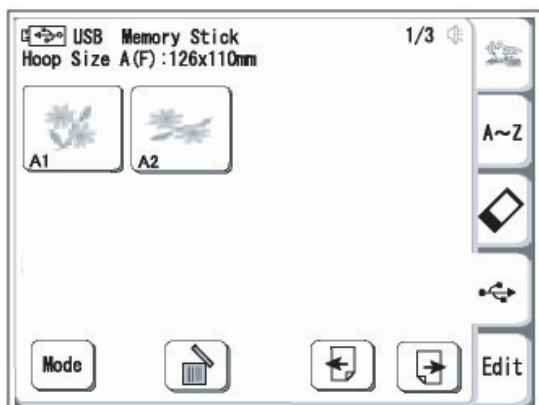 USB Memory Stick 1/3
Hoop Size A(F):126x110mm
A1 A2
A~Z
Mode
Edit